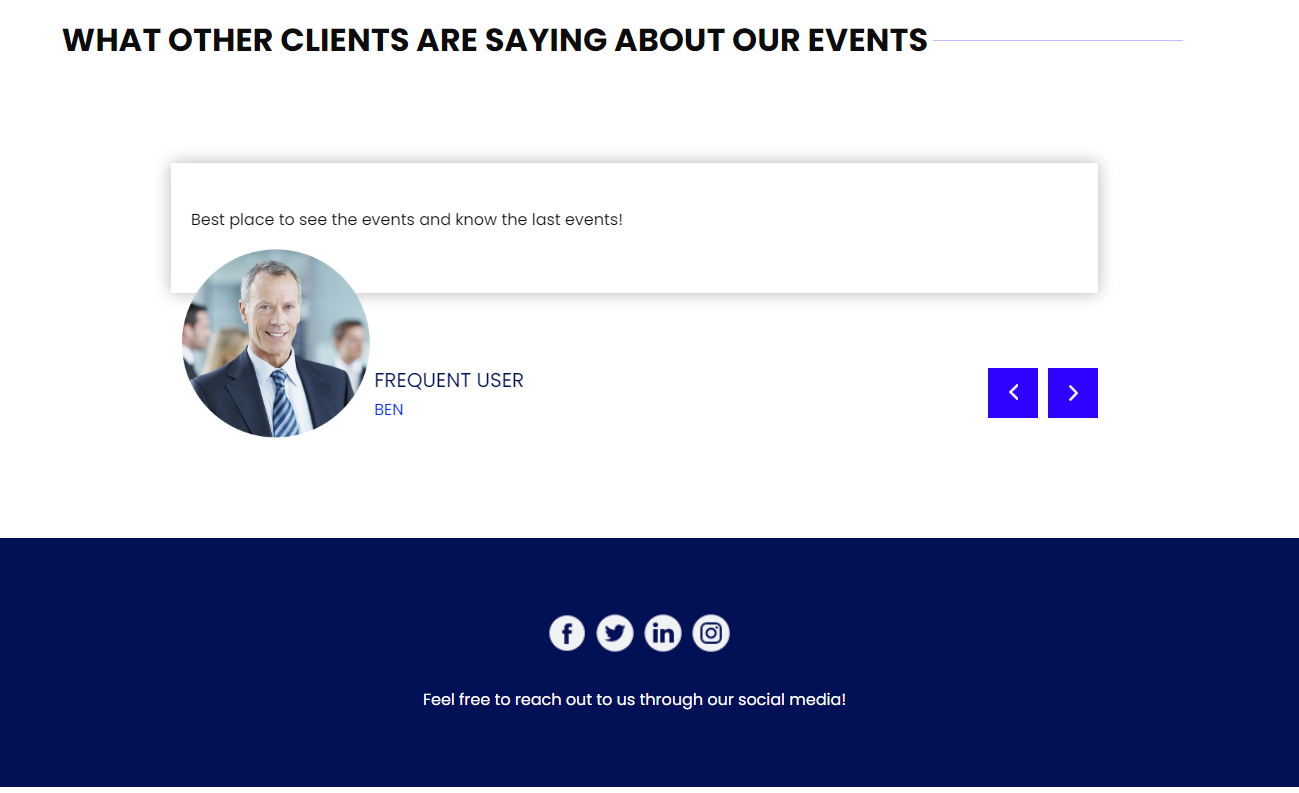 WHAT OTHER CLIENTS ARE SAYING ABOUT OUR EVENTS
Best place to see the events and know the last events!
FREQUENT USER
BEN
Feel free to reach out to us through our social media!